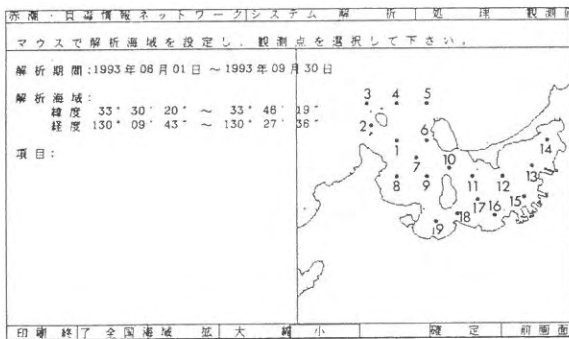 赤潮・貝毒情報ネットワークシステム 解析処理 観測
マウスで解析海域を設定し,観測点を選択して下さい.
解析期間:1993年06月01日 ~1993年09月30日
解析海域:
緯度 33° 30' 20" ~ 33° 46' 19"
経度 130° 09' 43" ~ 130° 27' 36"
項目:
3 4 5
2
1 6
7 10
8 9 11 12 13 14
17 16 15
19 18
印刷 終了 全国海域 拡大 縮小 確定 前画面